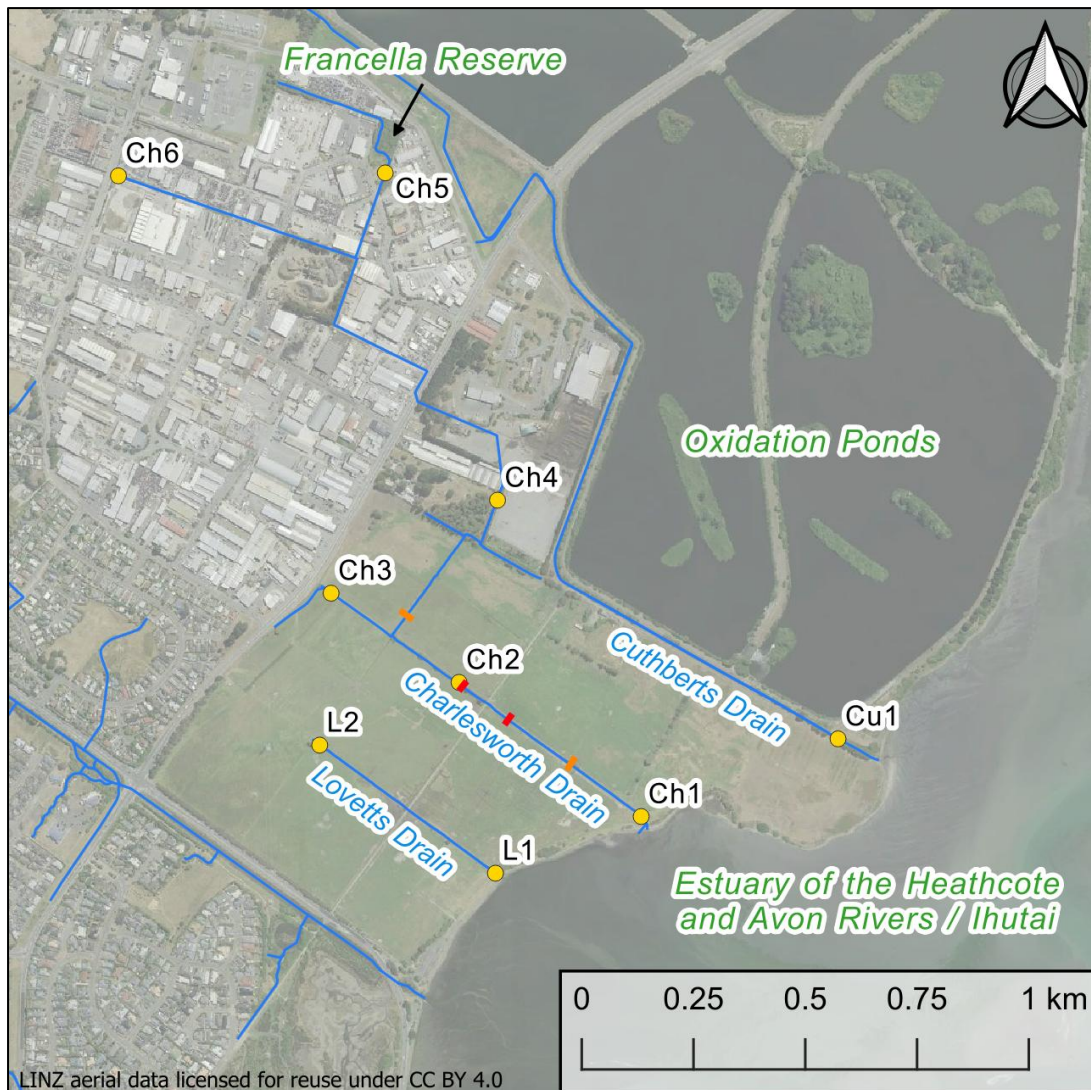 Francella Reserve
Ch6
Ch5
Oxidation Ponds
Ch4
Ch3
Ch2
Cuthberts Drain
Charlesworth Drain
Cu1
L2
Lovetts Drain
Ch1
L1
Estuary of the Heathcote
and Avon Rivers / Ihutai
0 0.25 0.5 0.75 1 km
LINZ aerial data licensed for reuse under CC BY 4.0